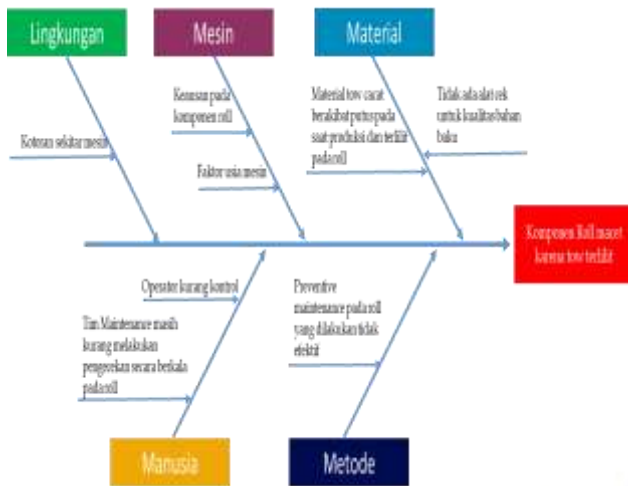 Lingkungan
Mesin
Material
Keausan pada
komponen roll
Material tow cacat
berakibat putus pada
saat produksi dan terlilit
pada roll
Tidak ada alat cek
untuk kualitas bahan
baku
Kotoran sekitar mesin
Faktor usia mesin
Komponen Roll macet
karena tow terlilit
Operator kurang kontrol
Tim Maintenance masih
kurang melakukan
pengecekan secara berkala
pada roll
Preventive
maintenance pada roll
yang dilakukan tidak
efektif
Manusia
Metode